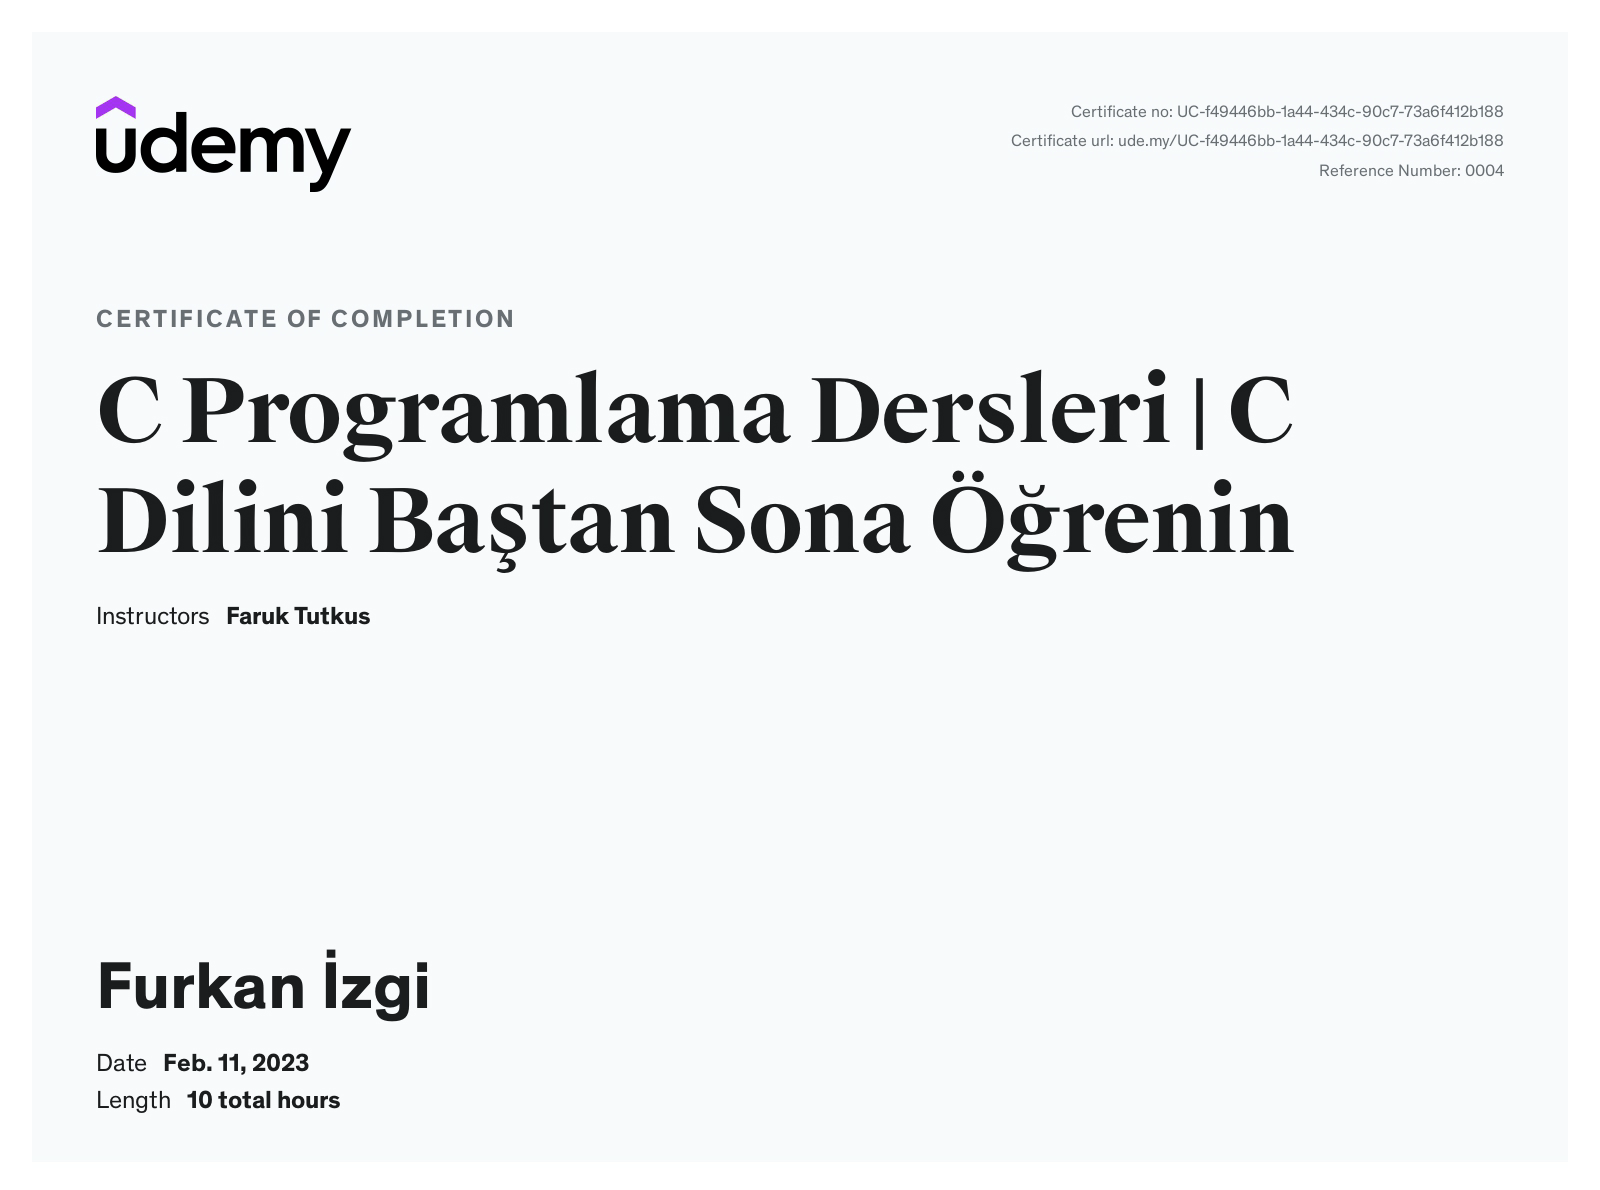 udemy
Certificate no: UC-f49446bb-1a44-434c-90c7-73a6f412b188
Certificate url: ude.my/UC-f49446bb-1a44-434c-90c7-73a6f412b188
Reference Number: 0004
CERTIFICATE OF COMPLETION
C Programlama Dersleri | C
Dilini Baştan Sona Öğrenin
Instructors Faruk Tutkus
Furkan İzgi
Date Feb. 11, 2023
Length 10 total hours